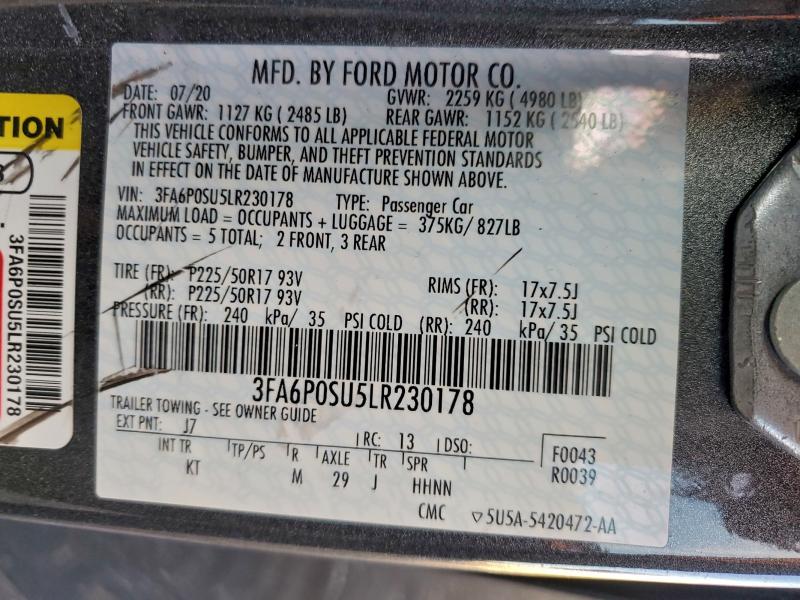 MFD. BY FORD MOTOR CO.
DATE: 07/20 GVWR: 2259 KG ( 4980 LB)
FRONT GAWR: 1127 KG ( 2485 LB) REAR GAWR: 1152 KG ( 2540 LB)
THIS VEHICLE CONFORMS TO ALL APPLICABLE FEDERAL MOTOR
VEHICLE SAFETY, BUMPER, AND THEFT PREVENTION STANDARDS
IN EFFECT ON THE DATE OF MANUFACTURE SHOWN ABOVE.
VIN: 3FA6P0SU5LR230178 TYPE: Passenger Car
MAXIMUM LOAD = OCCUPANTS + LUGGAGE = 375KG/ 827LB
OCCUPANTS = 5 TOTAL; 2 FRONT, 3 REAR
TIRE (FR): P225/50R17 93V RIMS (FR): 17x7.5J
(RR): P225/50R17 93V (RR): 17x7.5J
PRESSURE (FR): 240 kPa/ 35 PSI COLD (RR): 240 kPa/ 35 PSI COLD
3FA6P0SU5LR230178
TRAILER TOWING - SEE OWNER GUIDE
EXT PNT: J7 RC: 13 DSO: F0043
INT TR TP/PS R AXLE TR SPR R0039
KT M 29 J HHNN
CMC ▽5U5A-5420472-AA
3FA6P0SU5LR230178